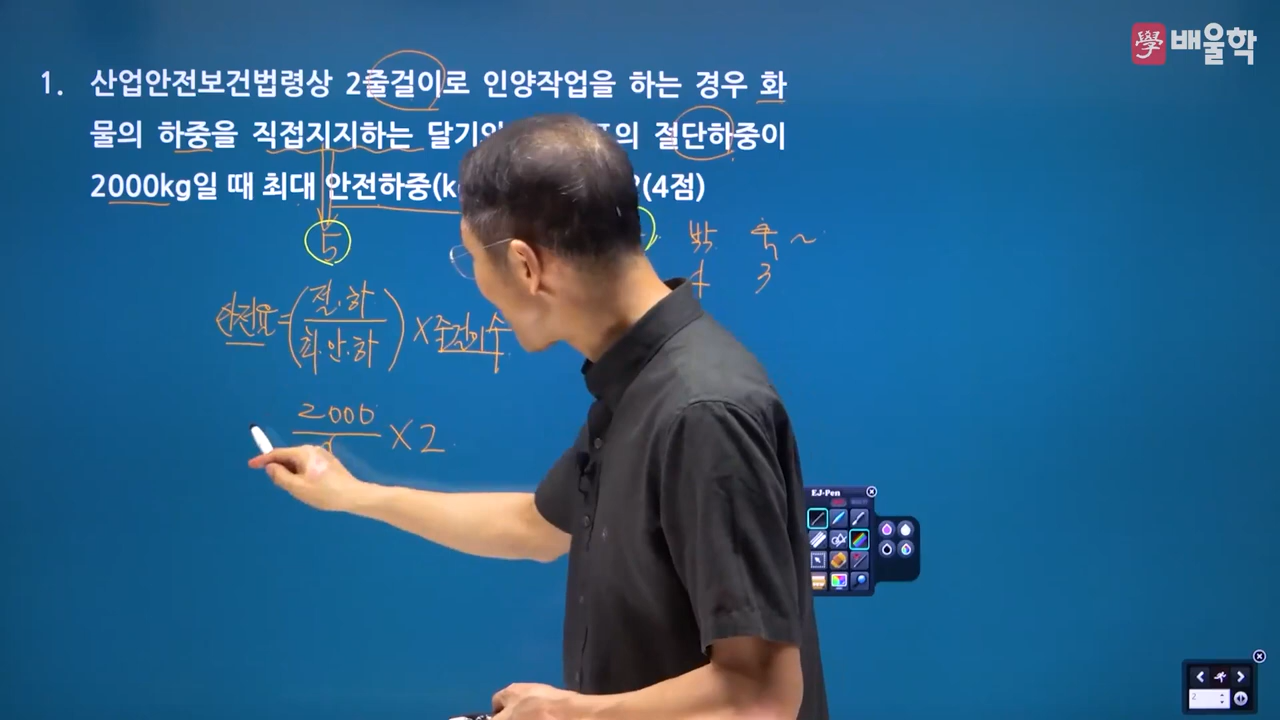 學 배울학
1. 산업안전보건법령상 2줄걸이로 인양작업을 하는 경우 화
물의 하중을 직접지지하는 달기와 의 절단하중이
2000kg일 때 최대 안전하중(k (4점)
5
4 3
안전율 = (절.하 / 최.안.하) × 줄걸이수
2000 × 2
EJ-Pen
2